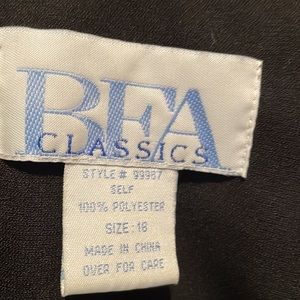 BFA
CLASSICS
STYLE# 99987
SELF
100% POLYESTER
SIZE: 18
MADE IN CHINA
OVER FOR CARE